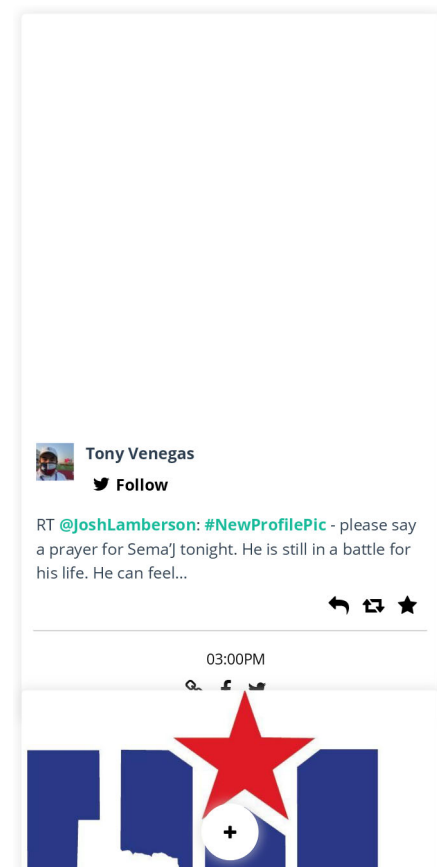 Tony Venegas
Follow
RT @JoshLamberson: #NewProfilePic - please say
a prayer for Sema'J tonight. He is still in a battle for
his life. He can feel...
03:00PM